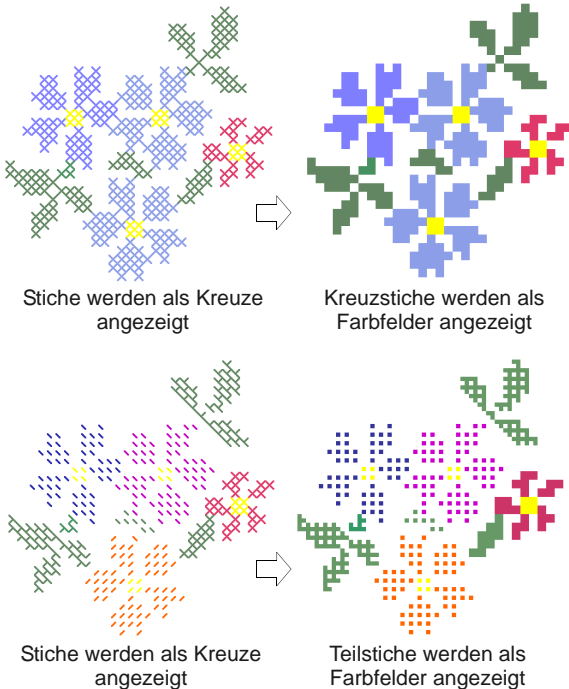 Stiche werden als Kreuze
angezeigt
Kreuzstiche werden als
Farbfelder angezeigt
Stiche werden als Kreuze
angezeigt
Teilstiche werden als
Farbfelder angezeigt